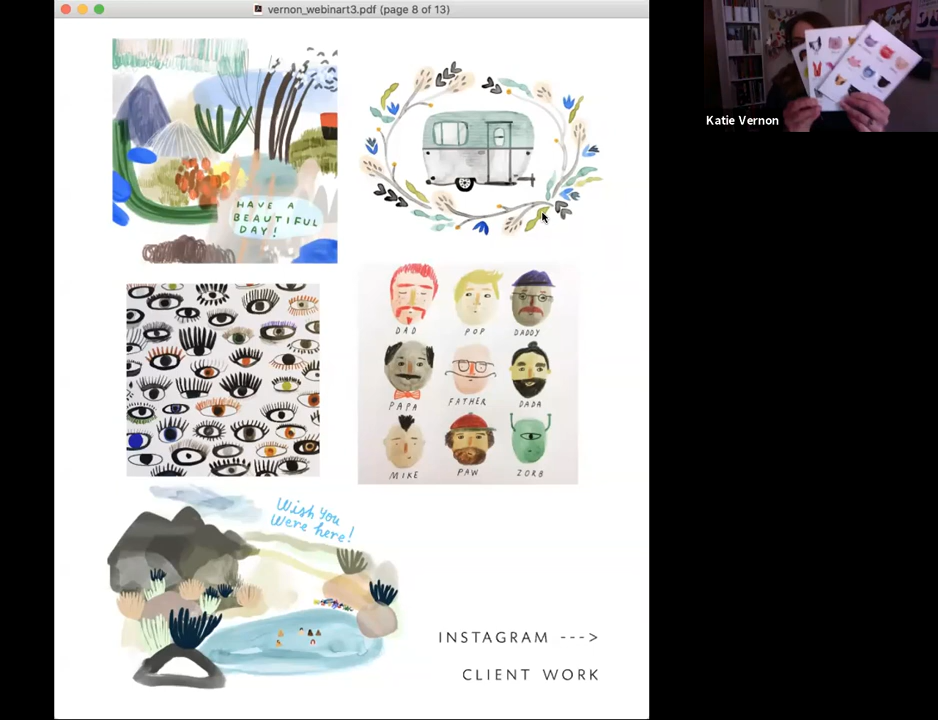 vernon_webinart3.pdf (page 8 of 13)
Katie Vernon
HAVE A
BEAUTIFUL
DAY!
DAD POP DADDY
PAPA FATHER DADA
MIKE PAW ZORB
Wish You
Were here!
INSTAGRAM --->
CLIENT WORK